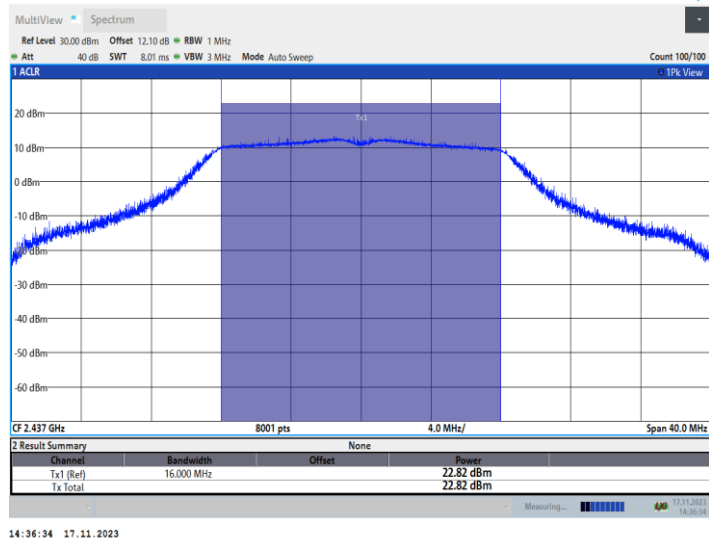 MultiView Spectrum
Ref Level 30.00 dBm Offset 12.10 dB RBW 1 MHz
Att 40 dB SWT 8.01 ms VBW 3 MHz Mode Auto Sweep Count 100/100
1 ACLR 1Pk View
Tx1
20 dBm
10 dBm
0 dBm
-10 dBm
-20 dBm
-30 dBm
-40 dBm
-50 dBm
-60 dBm
CF 2.437 GHz 8001 pts 4.0 MHz/ Span 40.0 MHz
2 Result Summary None
Channel Bandwidth Offset Power
Tx1 (Ref) 16.000 MHz 22.82 dBm
Tx Total 22.82 dBm
Measuring... 17.11.2023
14:36:34
14:36:34 17.11.2023